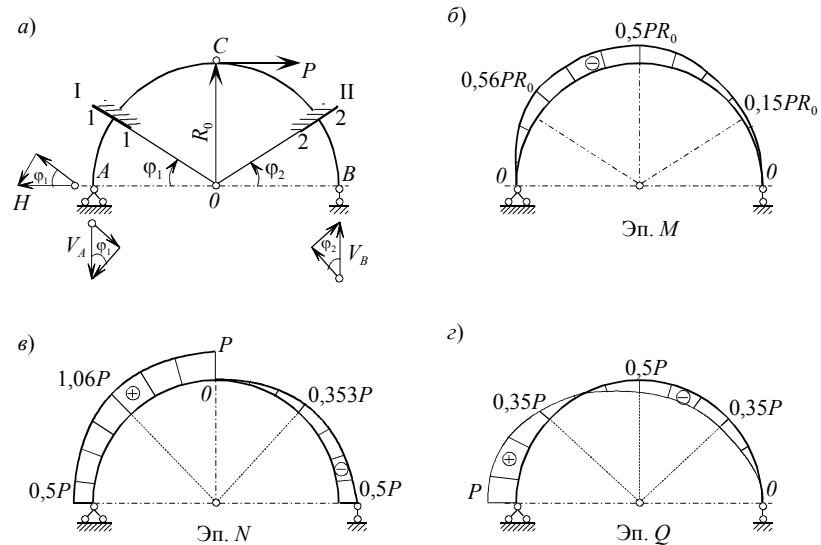 а)
C
P
I
II
1
1
R₀
2
2
φ₁
φ₂
A
B
0
H
φ₁
V_A
φ₁
φ₂
V_B
б)
0,5PR₀
0,56PR₀
0,15PR₀
0
0
Эп. M
в)
P
1,06P
0
0,353P
0,5P
0,5P
Эп. N
г)
0,5P
0,35P
0,35P
P
0
Эп. Q